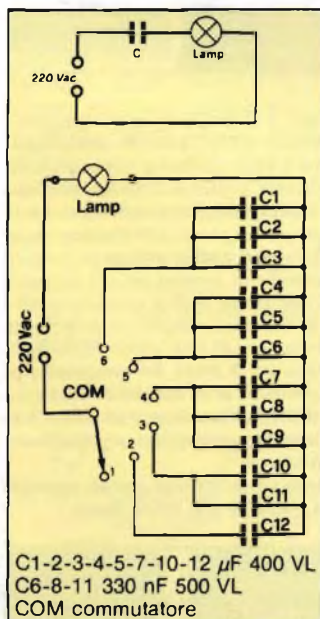 C
Lamp
220 Vac
Lamp
C1
C2
C3
C4
C5
C6
C7
C8
C9
C10
C11
C12
220 Vac
COM
6
5
4
3
2
1
C1-2-3-4-5-7-10-12 µF 400 VL
C6-8-11 330 nF 500 VL
COM commutatore